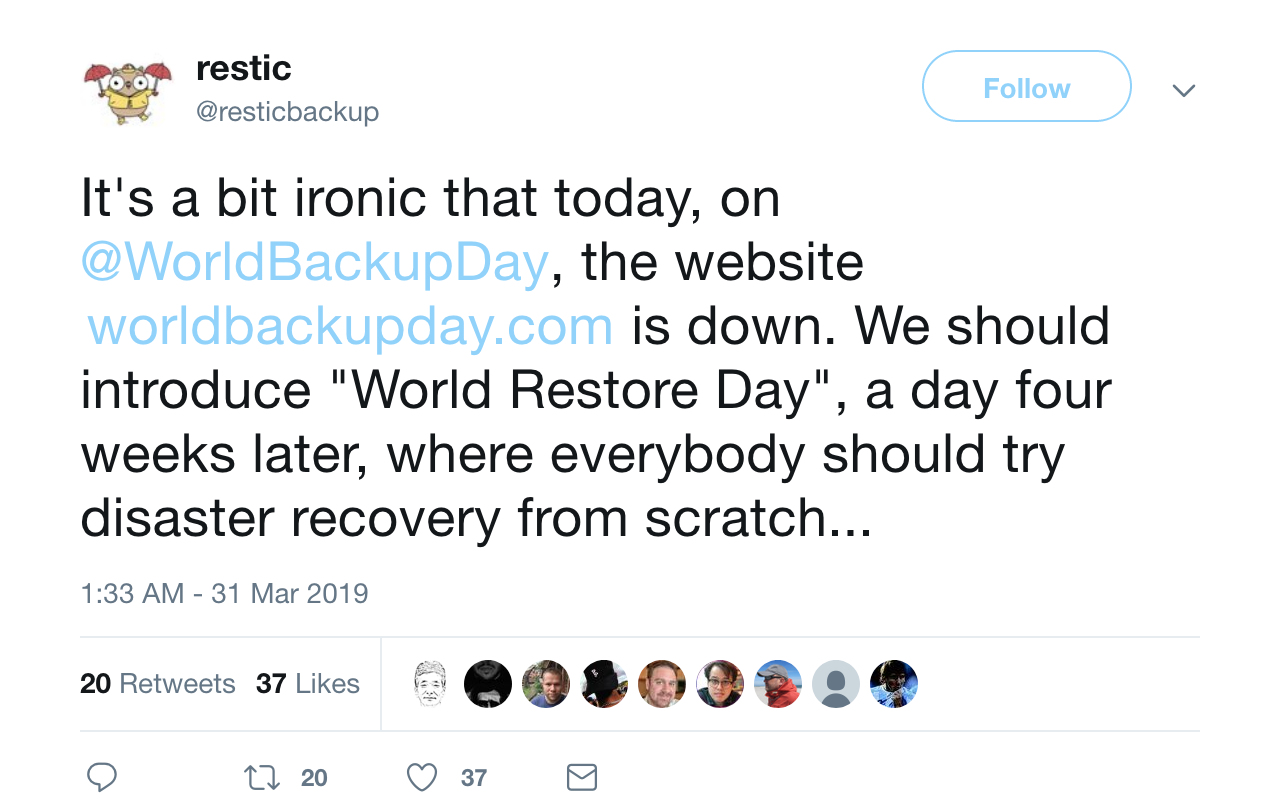 restic
@resticbackup
Follow
It's a bit ironic that today, on
@WorldBackupDay, the website
worldbackupday.com is down. We should
introduce "World Restore Day", a day four
weeks later, where everybody should try
disaster recovery from scratch...
1:33 AM - 31 Mar 2019
20 Retweets 37 Likes
20 37